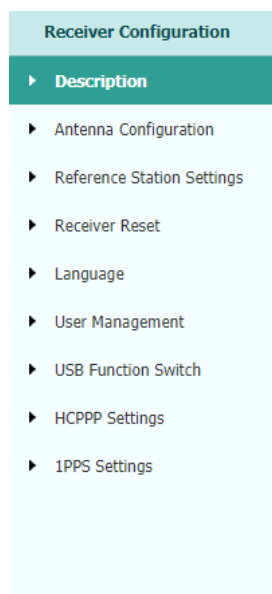 Receiver Configuration
Description
Antenna Configuration
Reference Station Settings
Receiver Reset
Language
User Management
USB Function Switch
HCPPP Settings
1PPS Settings